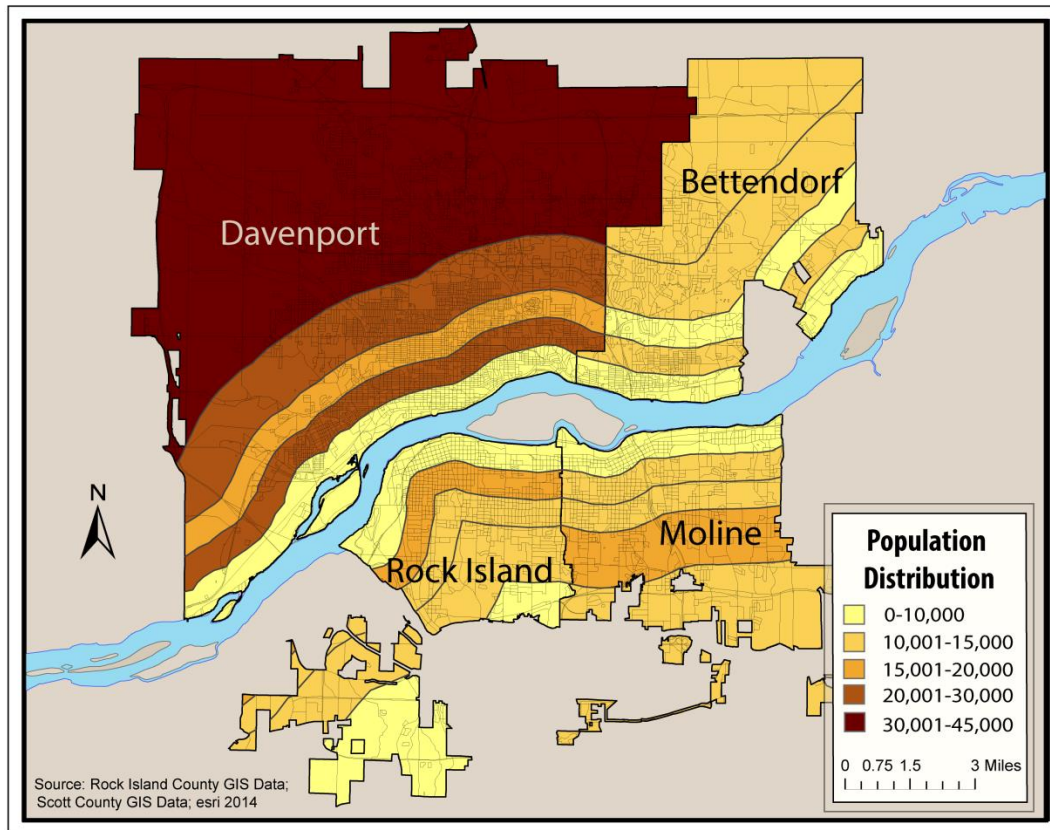 Bettendorf
Davenport
N
Moline
Rock Island
Population
Distribution
0-10,000
10,001-15,000
15,001-20,000
20,001-30,000
30,001-45,000
0 0.75 1.5 3 Miles
Source: Rock Island County GIS Data;
Scott County GIS Data; esri 2014